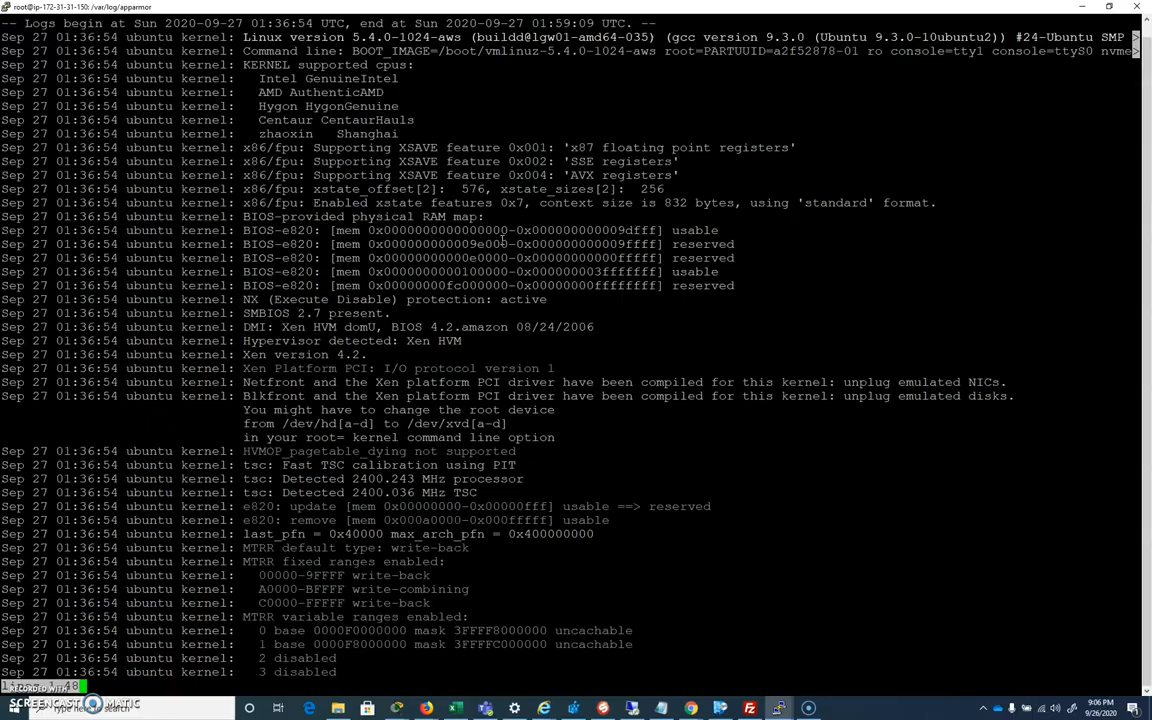 root@ip-172-31-31-150: /var/log/apparmor
-- Logs begin at Sun 2020-09-27 01:36:54 UTC, end at Sun 2020-09-27 01:59:09 UTC. --
Sep 27 01:36:54 ubuntu kernel: Linux version 5.4.0-1024-aws (buildd@lgw01-amd64-035) (gcc version 9.3.0 (Ubuntu 9.3.0-10ubuntu2)) #24-Ubuntu SMP >
Sep 27 01:36:54 ubuntu kernel: Command line: BOOT_IMAGE=/boot/vmlinuz-5.4.0-1024-aws root=PARTUUID=a2f52878-01 ro console=tty1 console=ttyS0 nvme>
Sep 27 01:36:54 ubuntu kernel: KERNEL supported cpus:
Sep 27 01:36:54 ubuntu kernel:   Intel GenuineIntel
Sep 27 01:36:54 ubuntu kernel:   AMD AuthenticAMD
Sep 27 01:36:54 ubuntu kernel:   Hygon HygonGenuine
Sep 27 01:36:54 ubuntu kernel:   Centaur CentaurHauls
Sep 27 01:36:54 ubuntu kernel:   zhaoxin   Shanghai
Sep 27 01:36:54 ubuntu kernel: x86/fpu: Supporting XSAVE feature 0x001: 'x87 floating point registers'
Sep 27 01:36:54 ubuntu kernel: x86/fpu: Supporting XSAVE feature 0x002: 'SSE registers'
Sep 27 01:36:54 ubuntu kernel: x86/fpu: Supporting XSAVE feature 0x004: 'AVX registers'
Sep 27 01:36:54 ubuntu kernel: x86/fpu: xstate_offset[2]:  576, xstate_sizes[2]:  256
Sep 27 01:36:54 ubuntu kernel: x86/fpu: Enabled xstate features 0x7, context size is 832 bytes, using 'standard' format.
Sep 27 01:36:54 ubuntu kernel: BIOS-provided physical RAM map:
Sep 27 01:36:54 ubuntu kernel: BIOS-e820: [mem 0x0000000000000000-0x000000000009dfff] usable
Sep 27 01:36:54 ubuntu kernel: BIOS-e820: [mem 0x000000000009e000-0x000000000009ffff] reserved
Sep 27 01:36:54 ubuntu kernel: BIOS-e820: [mem 0x00000000000e0000-0x00000000000fffff] reserved
Sep 27 01:36:54 ubuntu kernel: BIOS-e820: [mem 0x0000000000100000-0x000000003fffffff] usable
Sep 27 01:36:54 ubuntu kernel: BIOS-e820: [mem 0x00000000fc000000-0x00000000ffffffff] reserved
Sep 27 01:36:54 ubuntu kernel: NX (Execute Disable) protection: active
Sep 27 01:36:54 ubuntu kernel: SMBIOS 2.7 present.
Sep 27 01:36:54 ubuntu kernel: DMI: Xen HVM domU, BIOS 4.2.amazon 08/24/2006
Sep 27 01:36:54 ubuntu kernel: Hypervisor detected: Xen HVM
Sep 27 01:36:54 ubuntu kernel: Xen version 4.2.
Sep 27 01:36:54 ubuntu kernel: Xen Platform PCI: I/O protocol version 1
Sep 27 01:36:54 ubuntu kernel: Netfront and the Xen platform PCI driver have been compiled for this kernel: unplug emulated NICs.
Sep 27 01:36:54 ubuntu kernel: Blkfront and the Xen platform PCI driver have been compiled for this kernel: unplug emulated disks.
You might have to change the root device
from /dev/hd[a-d] to /dev/xvd[a-d]
in your root= kernel command line option
Sep 27 01:36:54 ubuntu kernel: HVMOP_pagetable_dying not supported
Sep 27 01:36:54 ubuntu kernel: tsc: Fast TSC calibration using PIT
Sep 27 01:36:54 ubuntu kernel: tsc: Detected 2400.243 MHz processor
Sep 27 01:36:54 ubuntu kernel: tsc: Detected 2400.036 MHz TSC
Sep 27 01:36:54 ubuntu kernel: e820: update [mem 0x00000000-0x00000fff] usable ==> reserved
Sep 27 01:36:54 ubuntu kernel: e820: remove [mem 0x000a0000-0x000fffff] usable
Sep 27 01:36:54 ubuntu kernel: last_pfn = 0x40000 max_arch_pfn = 0x400000000
Sep 27 01:36:54 ubuntu kernel: MTRR default type: write-back
Sep 27 01:36:54 ubuntu kernel: MTRR fixed ranges enabled:
Sep 27 01:36:54 ubuntu kernel:   00000-9FFFF write-back
Sep 27 01:36:54 ubuntu kernel:   A0000-BFFFF write-combining
Sep 27 01:36:54 ubuntu kernel:   C0000-FFFFF write-back
Sep 27 01:36:54 ubuntu kernel: MTRR variable ranges enabled:
Sep 27 01:36:54 ubuntu kernel:   0 base 0000F0000000 mask 3FFFF8000000 uncachable
Sep 27 01:36:54 ubuntu kernel:   1 base 0000F8000000 mask 3FFFFC000000 uncachable
Sep 27 01:36:54 ubuntu kernel:   2 disabled
Sep 27 01:36:54 ubuntu kernel:   3 disabled
lines 1-48
RECORDED WITH
SCREENCAST MATIC
Type here search
9:06 PM
9/26/2020